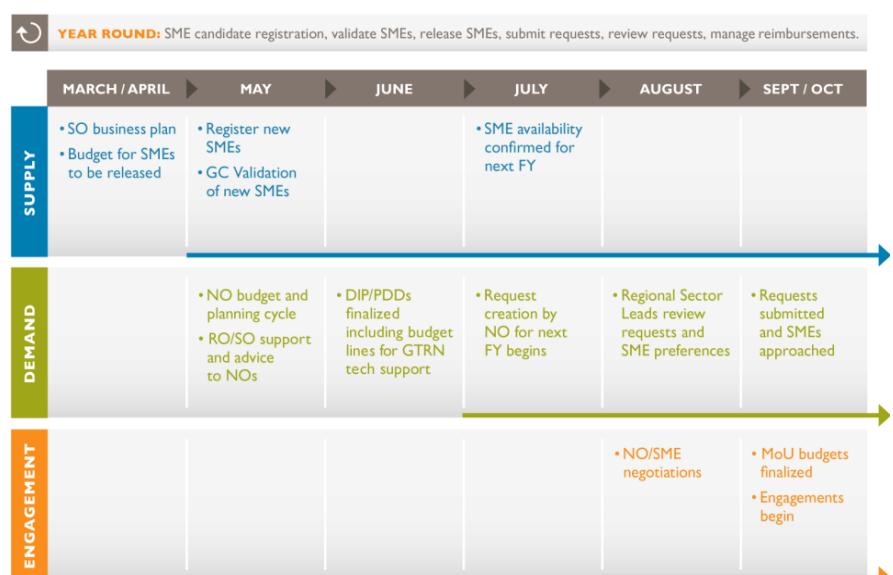 YEAR ROUND: SME candidate registration, validate SMEs, release SMEs, submit requests, review requests, manage reimbursements.
MARCH / APRIL
MAY
JUNE
JULY
AUGUST
SEPT / OCT
SUPPLY
• SO business plan
• Budget for SMEs
to be released
• Register new
SMEs
• GC Validation
of new SMEs
• SME availability
confirmed for
next FY
DEMAND
• NO budget and
planning cycle
• RO/SO support
and advice
to NOs
• DIP/PDDs
finalized
including budget
lines for GTRN
tech support
• Request
creation by
NO for next
FY begins
• Regional Sector
Leads review
requests and
SME preferences
• Requests
submitted
and SMEs
approached
ENGAGEMENT
• NO/SME
negotiations
• MoU budgets
finalized
• Engagements
begin